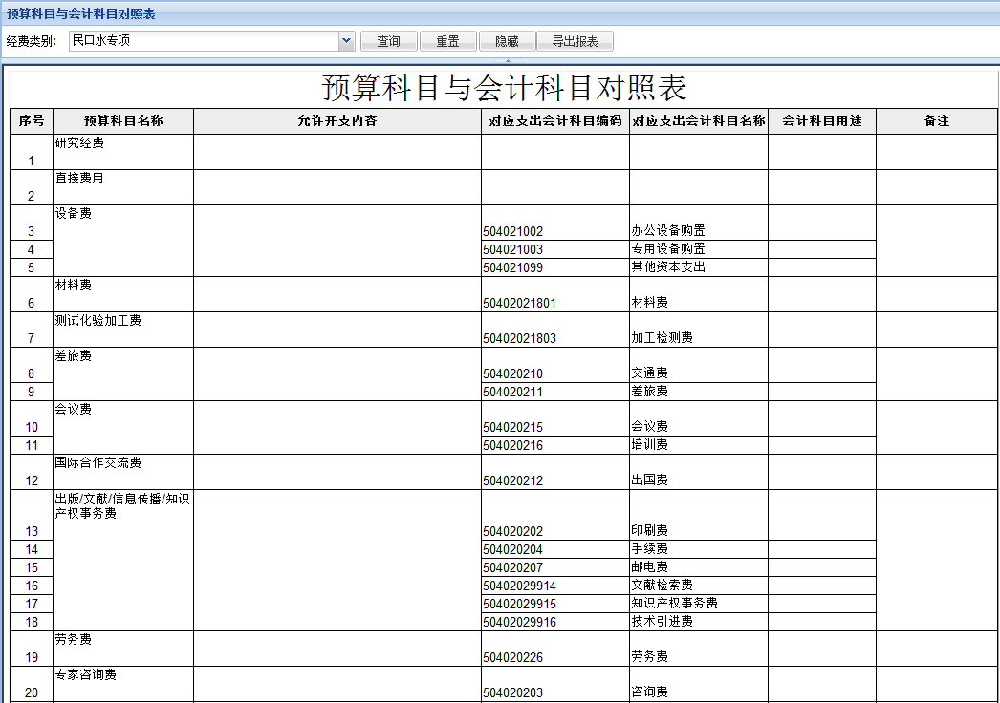 预算科目与会计科目对照表
经费类别: 民口水专项 查询 重置 隐藏 导出报表
预算科目与会计科目对照表
序号 预算科目名称 允许开支内容 对应支出会计科目编码 对应支出会计科目名称 会计科目用途 备注
1 研究经费
2 直接费用
3 设备费 504021002 办公设备购置
4 504021003 专用设备购置
5 504021099 其他资本支出
6 材料费 50402021801 材料费
7 测试化验加工费 50402021803 加工检测费
8 差旅费 504020210 交通费
9 504020211 差旅费
10 会议费 504020215 会议费
11 504020216 培训费
12 国际合作交流费 504020212 出国费
出版/文献/信息传播/知识
产权事务费
13 504020202 印刷费
14 504020204 手续费
15 504020207 邮电费
16 50402029914 文献检索费
17 50402029915 知识产权事务费
18 50402029916 技术引进费
19 劳务费 504020226 劳务费
20 专家咨询费 504020203 咨询费